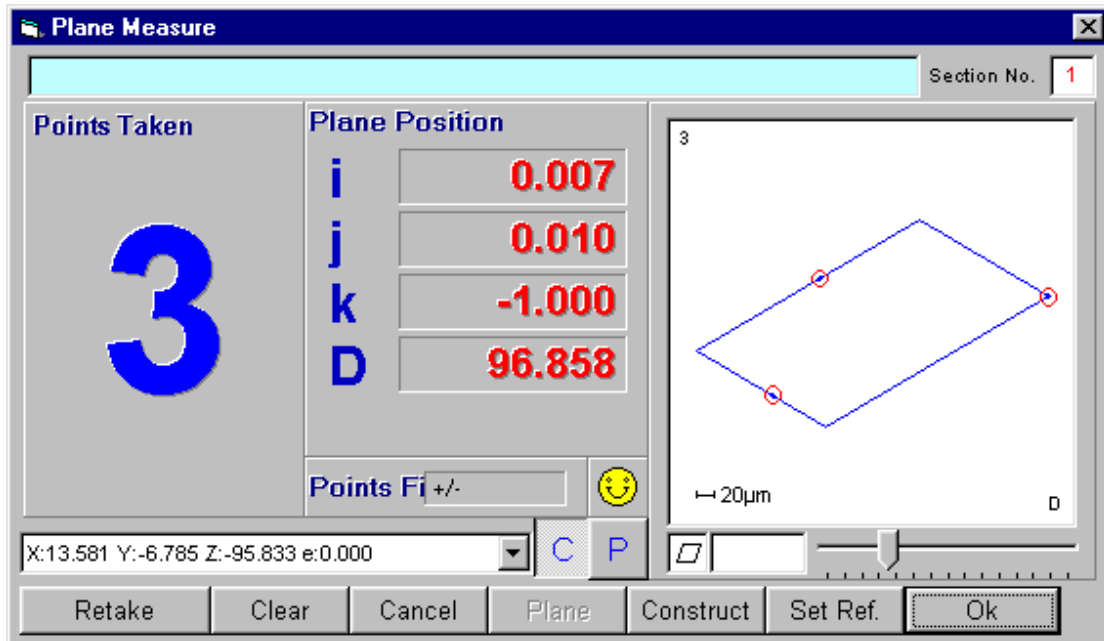 Plane Measure
Section No. 1
Points Taken
3
Plane Position
i 0.007
j 0.010
k -1.000
D 96.858
Points Fi +/-
3
20µm
D
X:13.581 Y:-6.785 Z:-95.833 e:0.000
C P
Retake Clear Cancel Plane Construct Set Ref. Ok